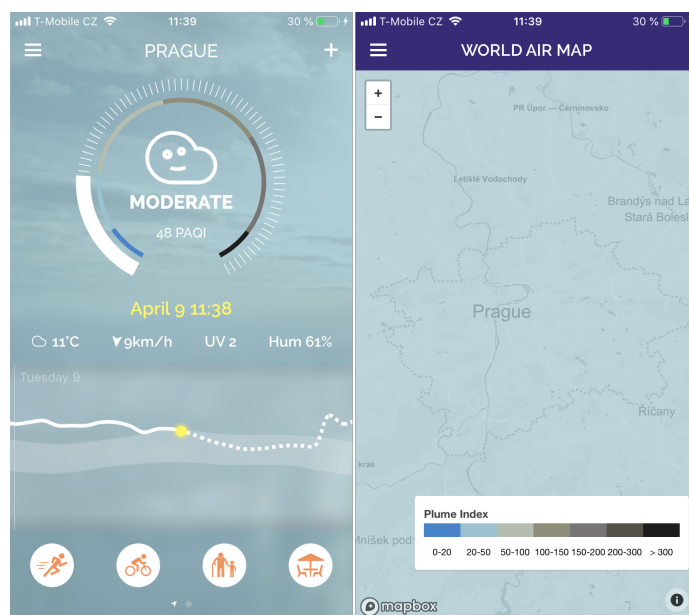 T-Mobile CZ 11:39 30 %
PRAGUE
MODERATE
48 PAQI
April 9 11:38
11°C 9km/h UV 2 Hum 61%
Tuesday 9
T-Mobile CZ 11:39 30 %
WORLD AIR MAP
+
−
PR Úpor — Černínovsko
Letiště Vodochody
Brandýs nad La
Stará Bolesl
Prague
Říčany
kras
Mníšek pod
Plume Index
0-20 20-50 50-100 100-150 150-200 200-300 > 300
mapbox